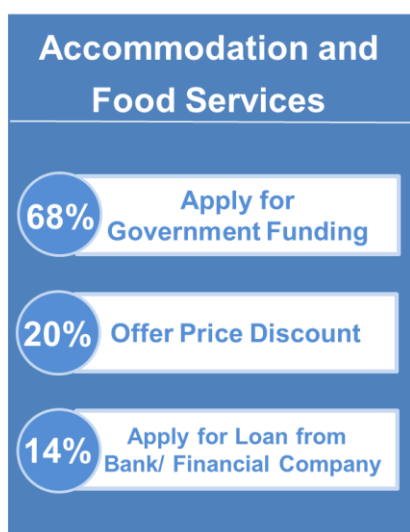 Accommodation and
Food Services
68%
Apply for
Government Funding
20%
Offer Price Discount
14%
Apply for Loan from
Bank/ Financial Company